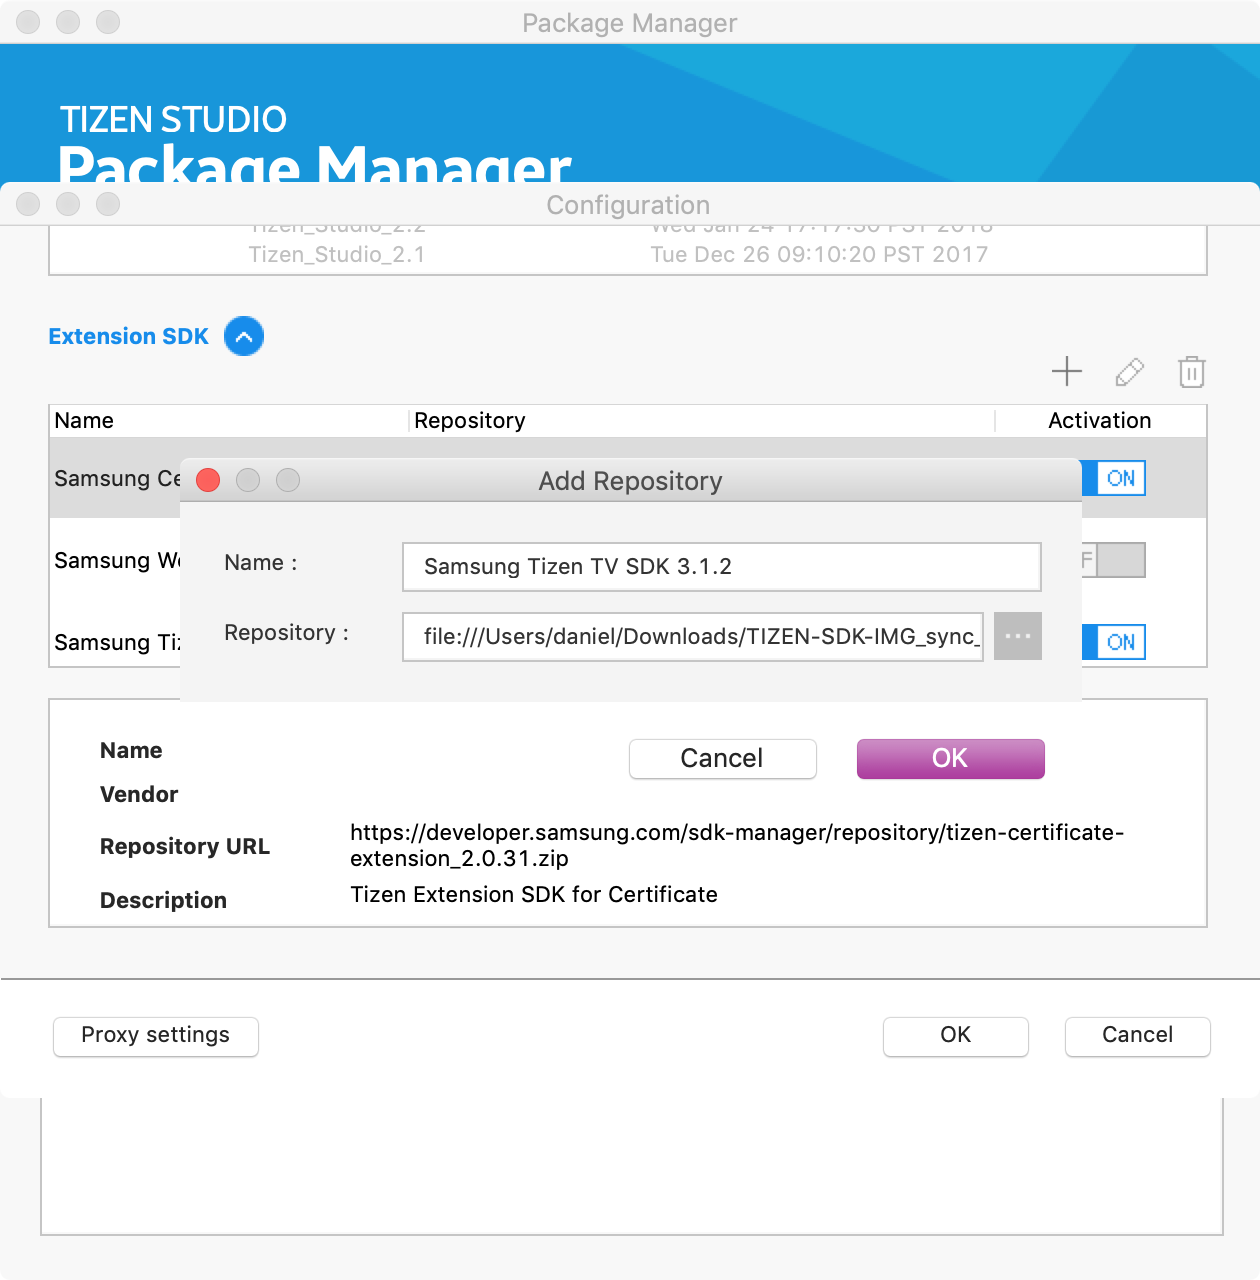 Package Manager
TIZEN STUDIO
Package Manager
Configuration
Tizen_Studio_2.2 Wed Jan 24 17:17:30 PST 2018
Tizen_Studio_2.1 Tue Dec 26 09:10:20 PST 2017
Extension SDK
Name Repository Activation
Samsung Ce ON
Add Repository
Samsung We F
Name : Samsung Tizen TV SDK 3.1.2
Repository : file:///Users/daniel/Downloads/TIZEN-SDK-IMG_sync_ ...
Samsung Tiz ON
Name
Cancel OK
Vendor
Repository URL https://developer.samsung.com/sdk-manager/repository/tizen-certificate-
extension_2.0.31.zip
Description Tizen Extension SDK for Certificate
Proxy settings OK Cancel